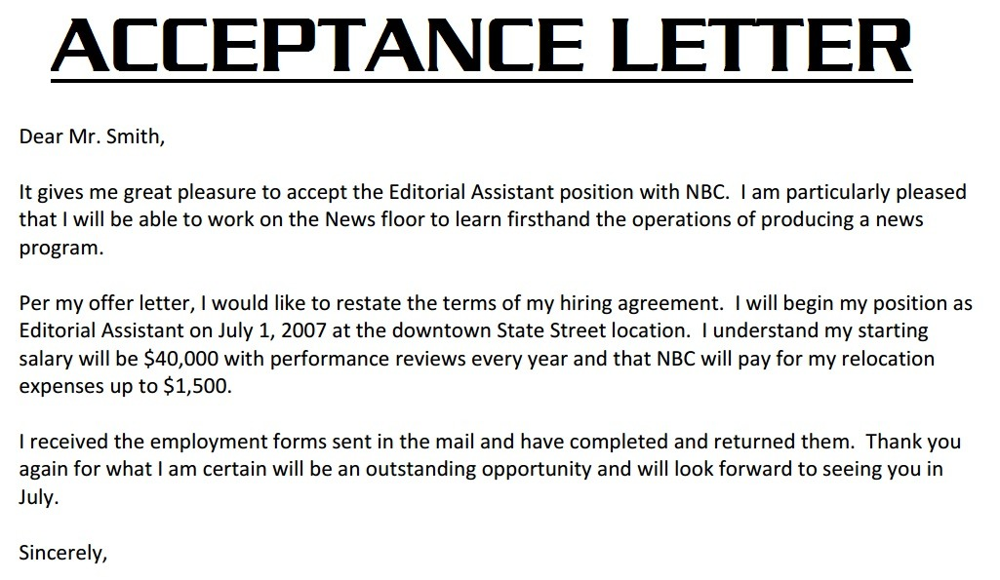 ACCEPTANCE LETTER
Dear Mr. Smith,
It gives me great pleasure to accept the Editorial Assistant position with NBC.  I am particularly pleased
that I will be able to work on the News floor to learn firsthand the operations of producing a news
program.
Per my offer letter, I would like to restate the terms of my hiring agreement.  I will begin my position as
Editorial Assistant on July 1, 2007 at the downtown State Street location.  I understand my starting
salary will be $40,000 with performance reviews every year and that NBC will pay for my relocation
expenses up to $1,500.
I received the employment forms sent in the mail and have completed and returned them.  Thank you
again for what I am certain will be an outstanding opportunity and will look forward to seeing you in
July.
Sincerely,